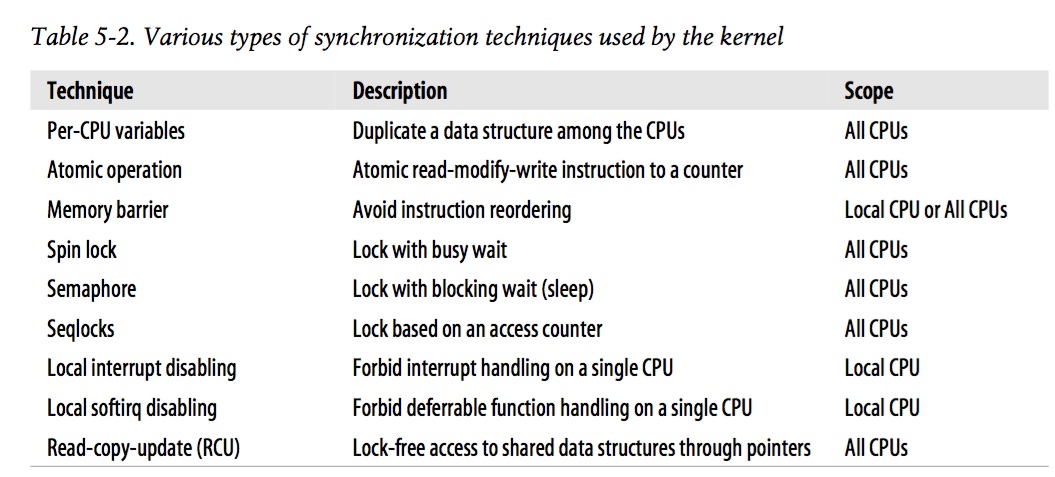 Table 5-2. Various types of synchronization techniques used by the kernel
Technique Description Scope
Per-CPU variables Duplicate a data structure among the CPUs All CPUs
Atomic operation Atomic read-modify-write instruction to a counter All CPUs
Memory barrier Avoid instruction reordering Local CPU or All CPUs
Spin lock Lock with busy wait All CPUs
Semaphore Lock with blocking wait (sleep) All CPUs
Seqlocks Lock based on an access counter All CPUs
Local interrupt disabling Forbid interrupt handling on a single CPU Local CPU
Local softirq disabling Forbid deferrable function handling on a single CPU Local CPU
Read-copy-update (RCU) Lock-free access to shared data structures through pointers All CPUs